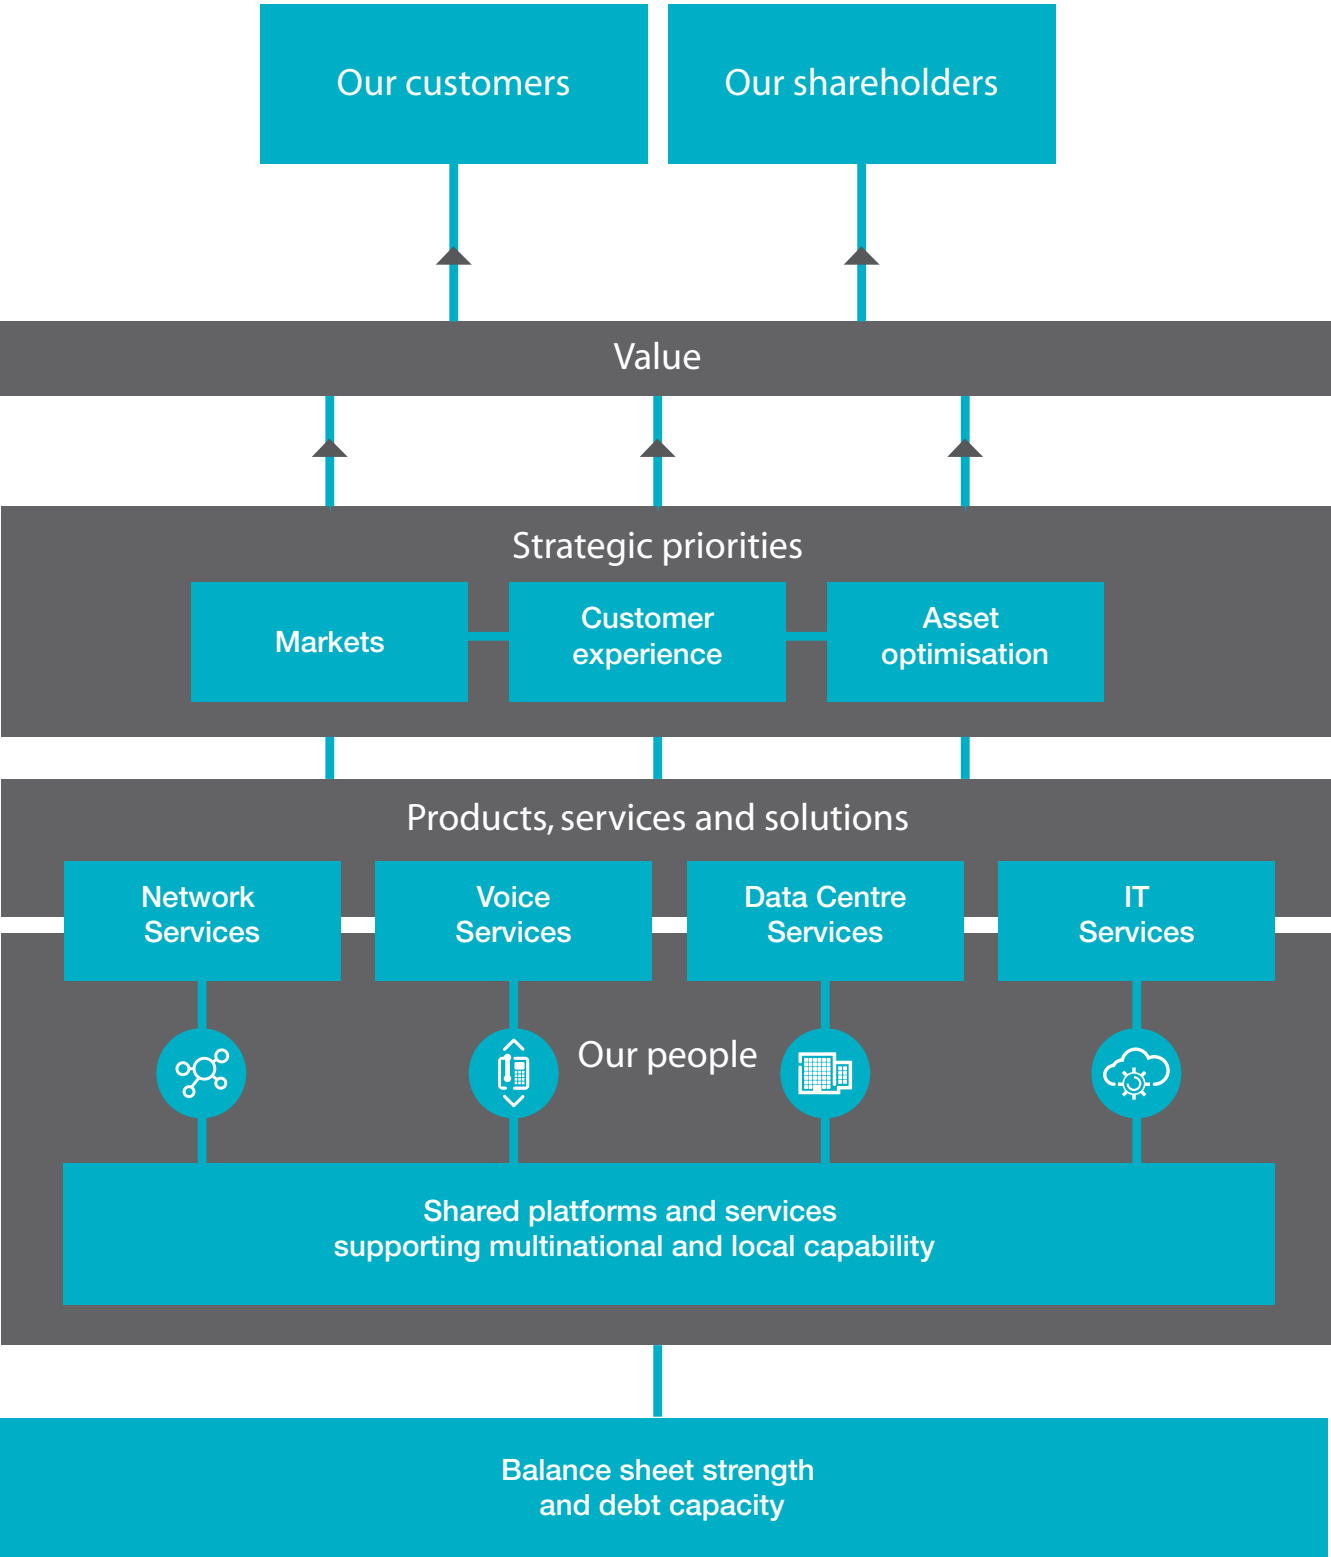 Our customers
Our shareholders
Value
Strategic priorities
Markets
Customer
experience
Asset
optimisation
Products, services and solutions
Network
Services
Voice
Services
Data Centre
Services
IT
Services
Our people
Shared platforms and services
supporting multinational and local capability
Balance sheet strength
and debt capacity